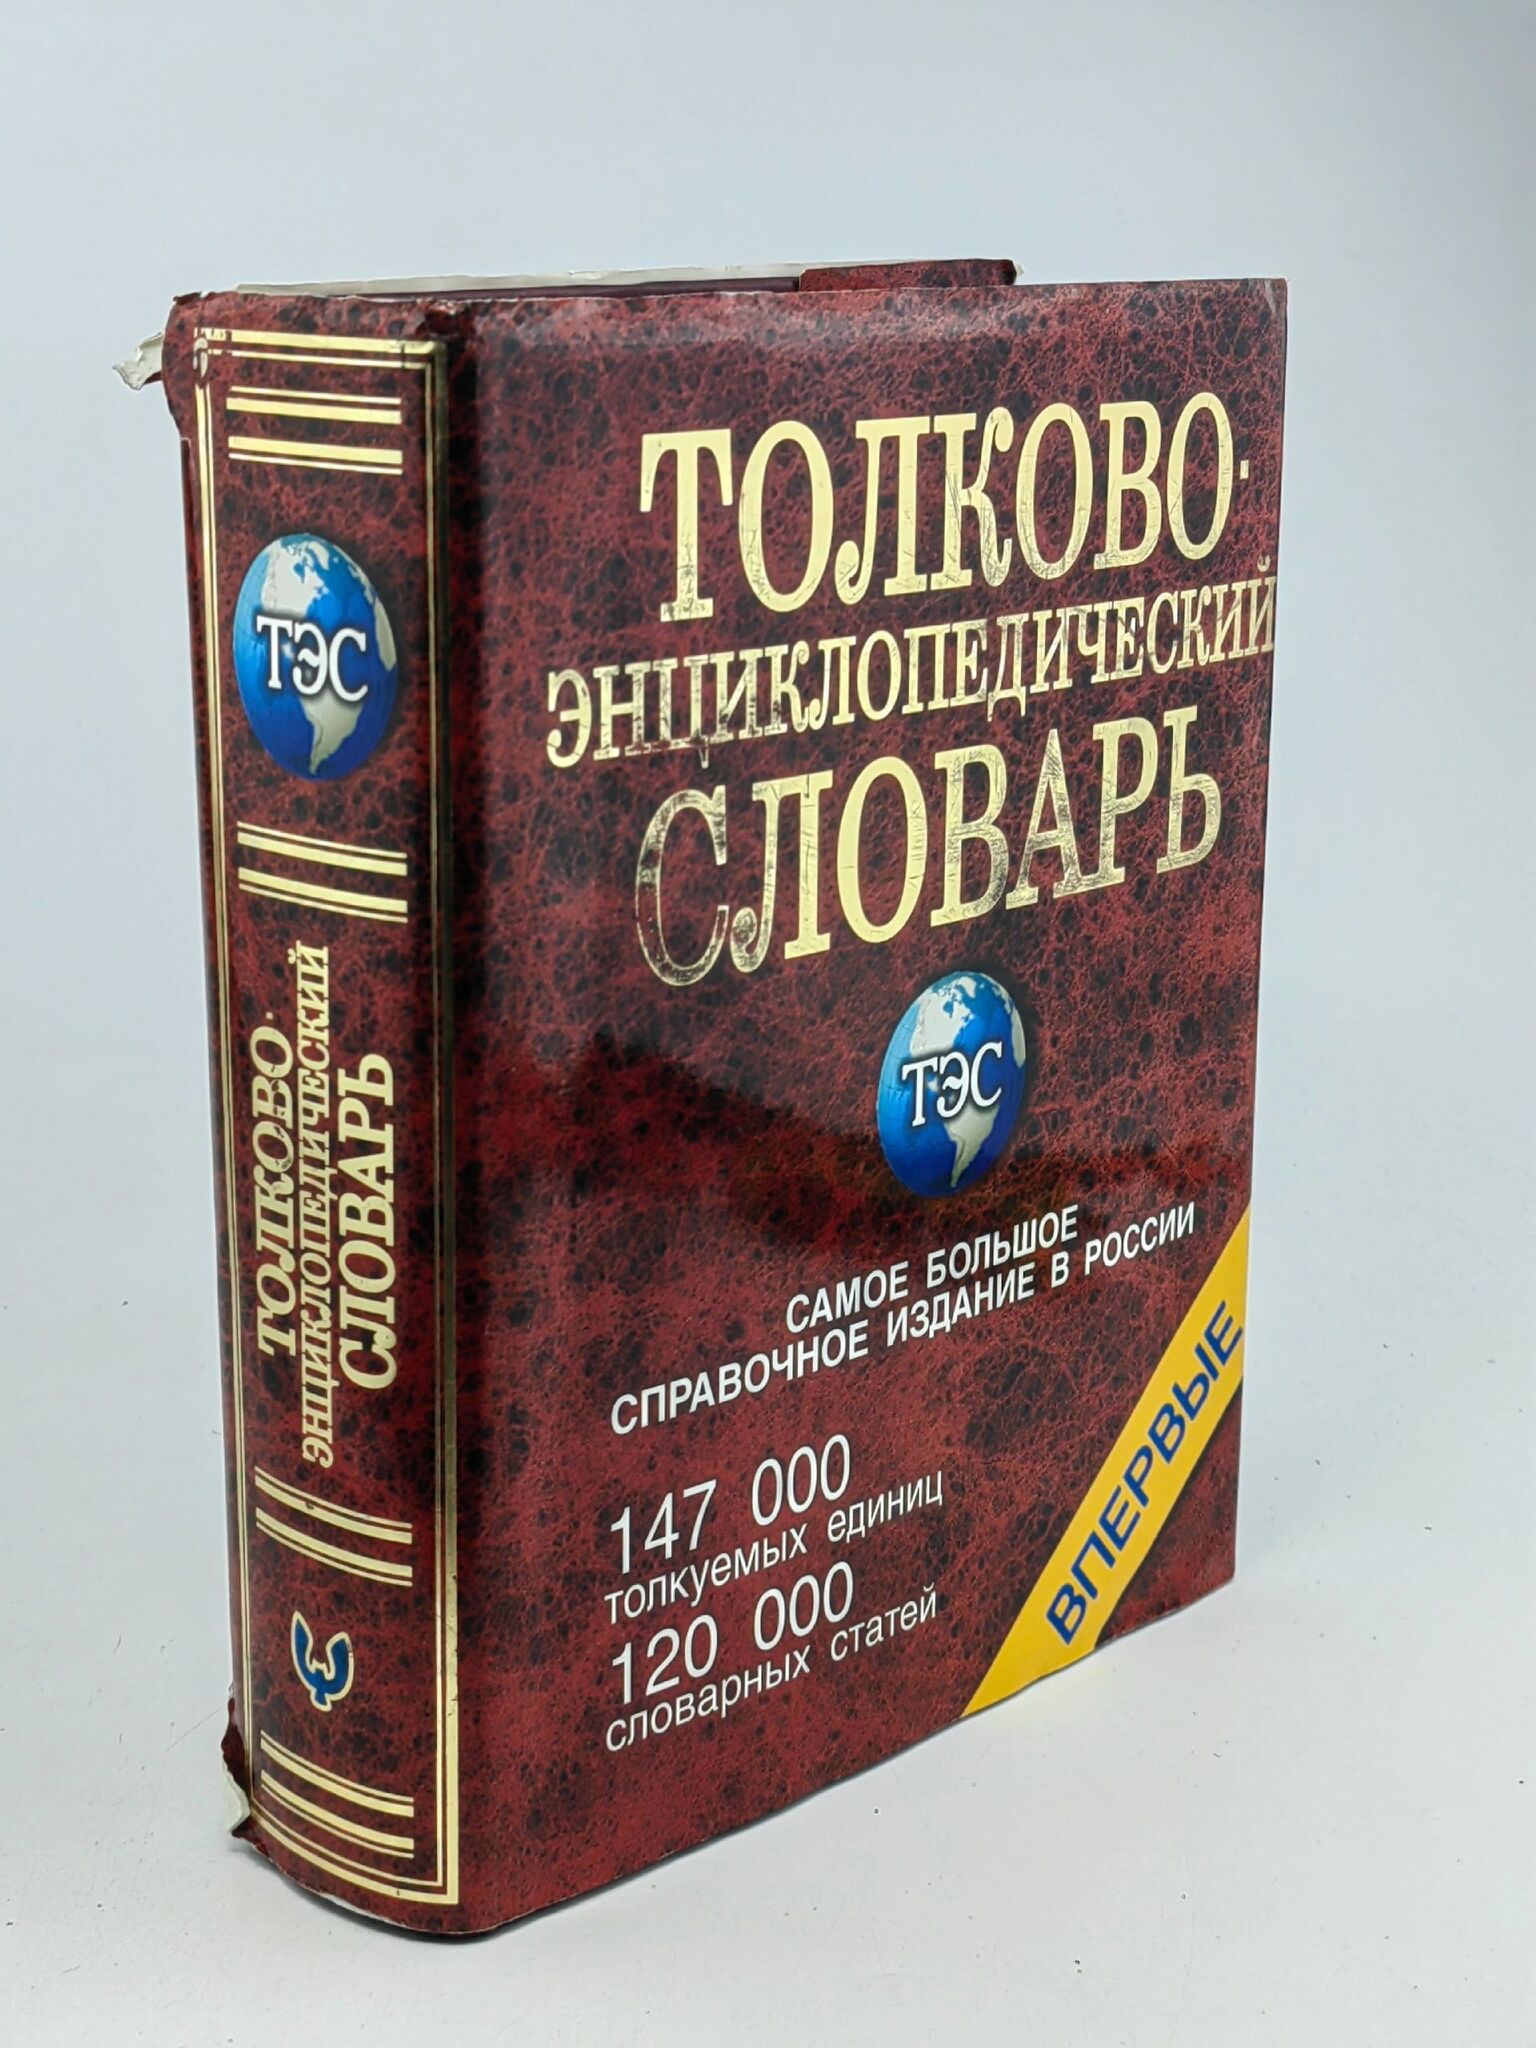 ТЭС
ТОЛКОВО-
ЭНЦИКЛОПЕДИЧЕСКИЙ
СЛОВАРЬ
ТОЛКОВО-
ЭНЦИКЛОПЕДИЧЕСКИЙ
СЛОВАРЬ
ТЭС
САМОЕ БОЛЬШОЕ
СПРАВОЧНОЕ ИЗДАНИЕ В РОССИИ
147 000
толкуемых единиц
120 000
словарных статей
ВПЕРВЫЕ